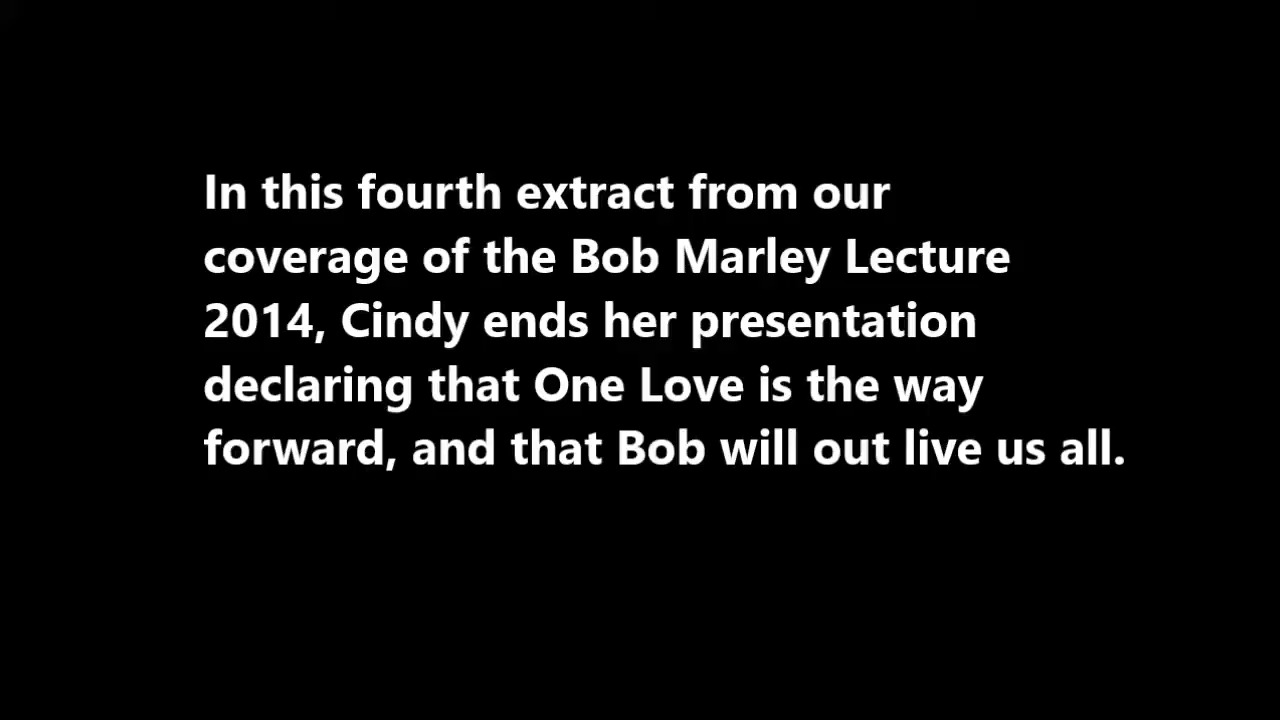 In this fourth extract from our
coverage of the Bob Marley Lecture
2014, Cindy ends her presentation
declaring that One Love is the way
forward, and that Bob will out live us all.